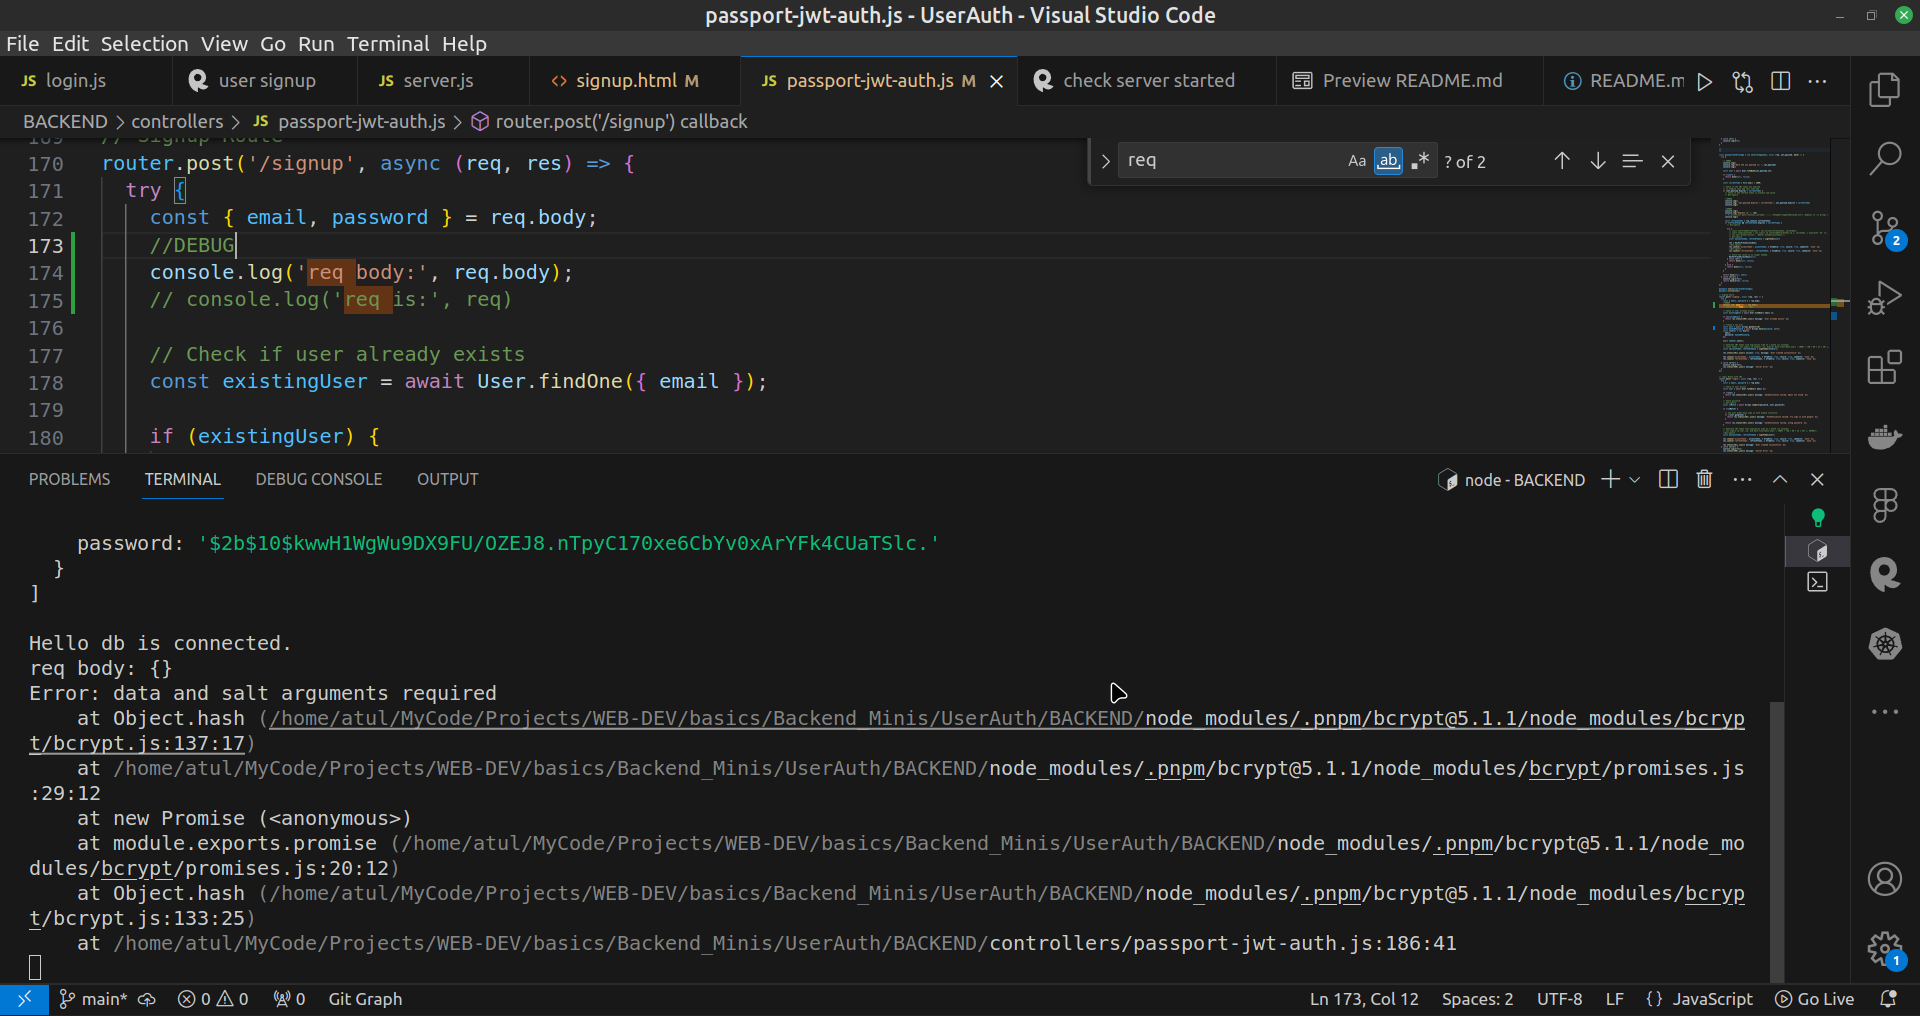 passport-jwt-auth.js - UserAuth - Visual Studio Code
File Edit Selection View Go Run Terminal Help
JS login.js
user signup
JS server.js
<> signup.html M
JS passport-jwt-auth.js M
check server started
Preview README.md
README.m
BACKEND > controllers > JS passport-jwt-auth.js > router.post('/signup') callback
req Aa ab .* ? of 2
169 // Signup Route
170 router.post('/signup', async (req, res) => {
171 try {
172 const { email, password } = req.body;
173 //DEBUG
174 console.log('req body:', req.body);
175 // console.log('req is:', req)
176
177 // Check if user already exists
178 const existingUser = await User.findOne({ email });
179
180 if (existingUser) {
PROBLEMS TERMINAL DEBUG CONSOLE OUTPUT
node - BACKEND
password: '$2b$10$kwwH1WgWu9DX9FU/OZEJ8.nTpyC170xe6CbYv0xArYFk4CUaTSlc.'
}
]
Hello db is connected.
req body: {}
Error: data and salt arguments required
at Object.hash (/home/atul/MyCode/Projects/WEB-DEV/basics/Backend_Minis/UserAuth/BACKEND/node_modules/.pnpm/bcrypt@5.1.1/node_modules/bcryp
t/bcrypt.js:137:17)
at /home/atul/MyCode/Projects/WEB-DEV/basics/Backend_Minis/UserAuth/BACKEND/node_modules/.pnpm/bcrypt@5.1.1/node_modules/bcrypt/promises.js
:29:12
at new Promise (<anonymous>)
at module.exports.promise (/home/atul/MyCode/Projects/WEB-DEV/basics/Backend_Minis/UserAuth/BACKEND/node_modules/.pnpm/bcrypt@5.1.1/node_mo
dules/bcrypt/promises.js:20:12)
at Object.hash (/home/atul/MyCode/Projects/WEB-DEV/basics/Backend_Minis/UserAuth/BACKEND/node_modules/.pnpm/bcrypt@5.1.1/node_modules/bcryp
t/bcrypt.js:133:25)
at /home/atul/MyCode/Projects/WEB-DEV/basics/Backend_Minis/UserAuth/BACKEND/controllers/passport-jwt-auth.js:186:41
2
1
main* 0 0 0 Git Graph
Ln 173, Col 12 Spaces: 2 UTF-8 LF {} JavaScript Go Live